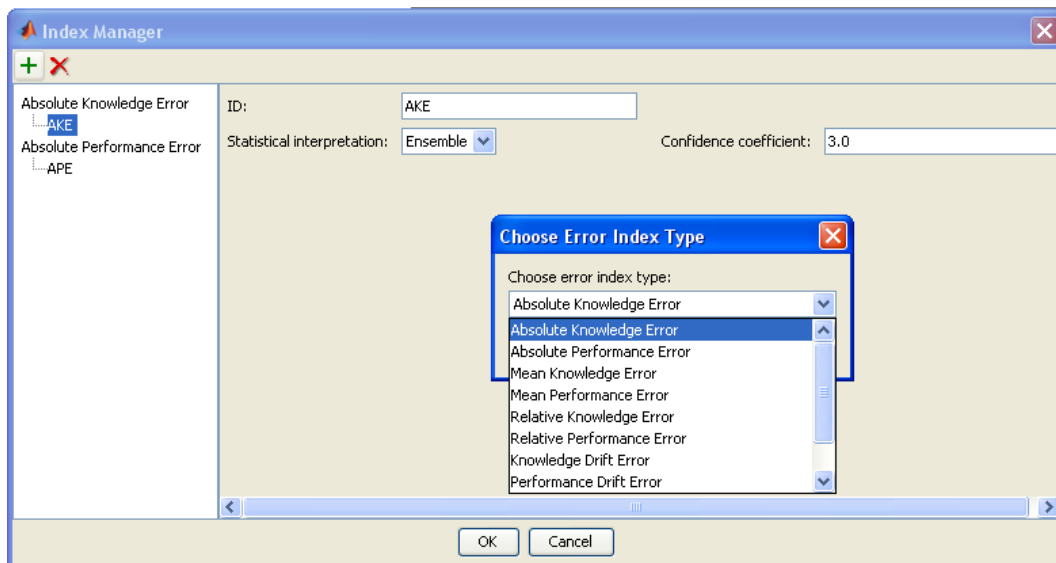 Index Manager
Absolute Knowledge Error
AKE
Absolute Performance Error
APE
ID: AKE
Statistical interpretation: Ensemble Confidence coefficient: 3.0
Choose Error Index Type
Choose error index type:
Absolute Knowledge Error
Absolute Knowledge Error
Absolute Performance Error
Mean Knowledge Error
Mean Performance Error
Relative Knowledge Error
Relative Performance Error
Knowledge Drift Error
Performance Drift Error
OK Cancel